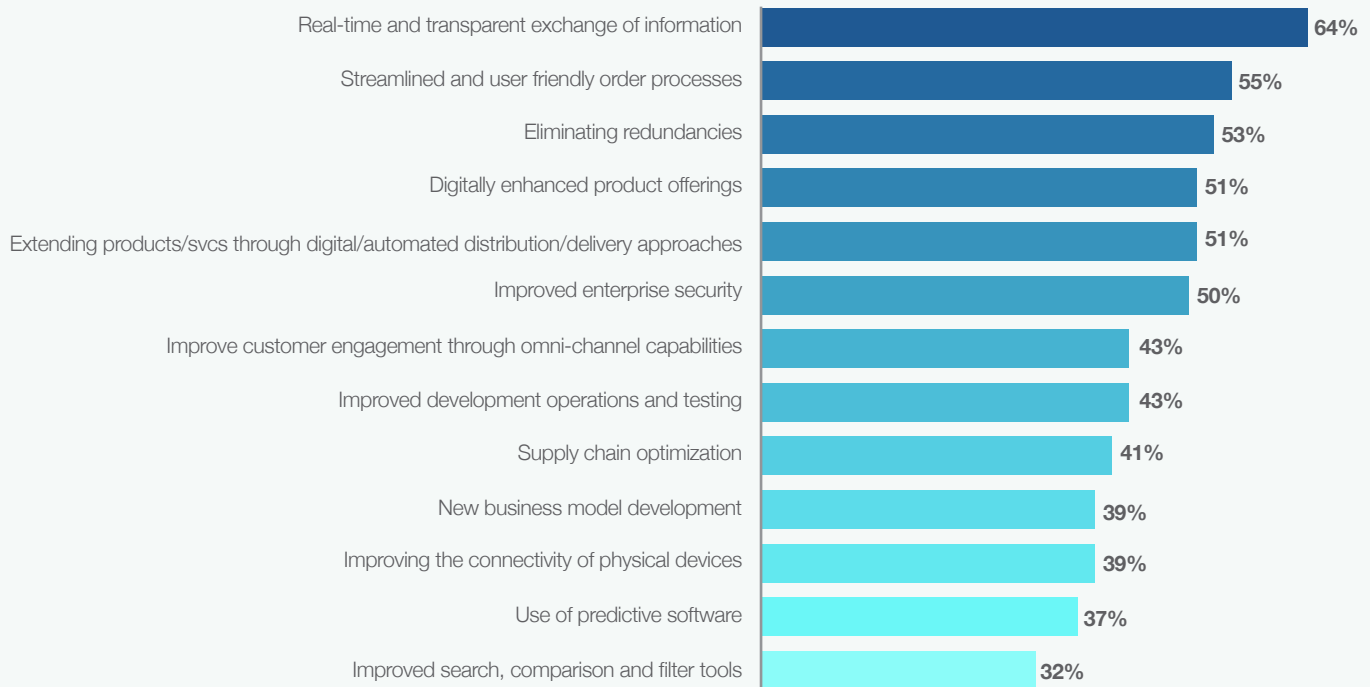 Real-time and transparent exchange of information 64%
Streamlined and user friendly order processes 55%
Eliminating redundancies 53%
Digitally enhanced product offerings 51%
Extending products/svcs through digital/automated distribution/delivery approaches 51%
Improved enterprise security 50%
Improve customer engagement through omni-channel capabilities 43%
Improved development operations and testing 43%
Supply chain optimization 41%
New business model development 39%
Improving the connectivity of physical devices 39%
Use of predictive software 37%
Improved search, comparison and filter tools 32%